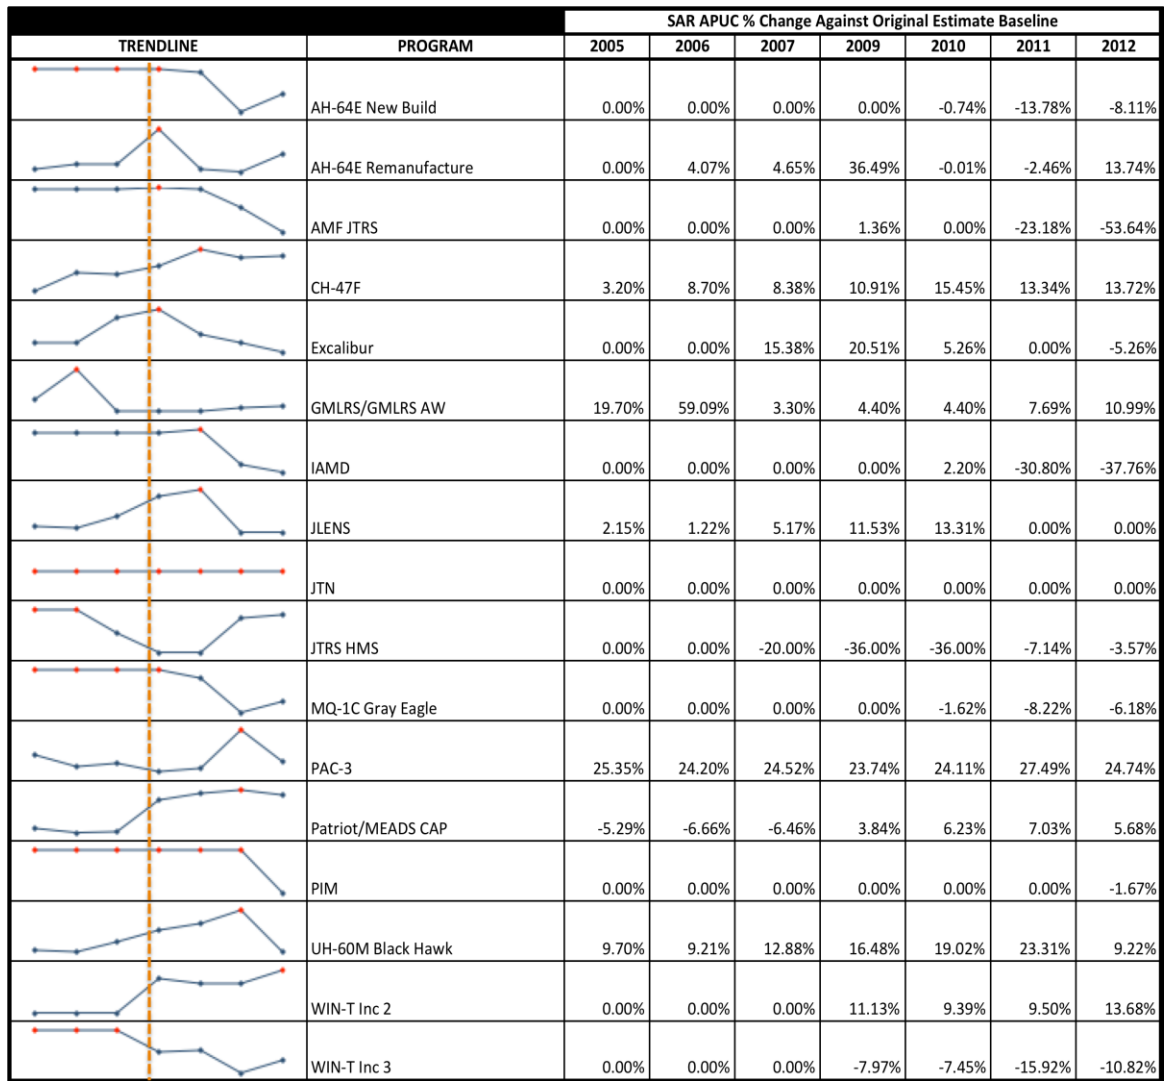 SAR APUC % Change Against Original Estimate Baseline
TRENDLINE PROGRAM 2005 2006 2007 2009 2010 2011 2012
AH-64E New Build 0.00% 0.00% 0.00% 0.00% -0.74% -13.78% -8.11%
AH-64E Remanufacture 0.00% 4.07% 4.65% 36.49% -0.01% -2.46% 13.74%
AMF JTRS 0.00% 0.00% 0.00% 1.36% 0.00% -23.18% -53.64%
CH-47F 3.20% 8.70% 8.38% 10.91% 15.45% 13.34% 13.72%
Excalibur 0.00% 0.00% 15.38% 20.51% 5.26% 0.00% -5.26%
GMLRS/GMLRS AW 19.70% 59.09% 3.30% 4.40% 4.40% 7.69% 10.99%
IAMD 0.00% 0.00% 0.00% 0.00% 2.20% -30.80% -37.76%
JLENS 2.15% 1.22% 5.17% 11.53% 13.31% 0.00% 0.00%
JTN 0.00% 0.00% 0.00% 0.00% 0.00% 0.00% 0.00%
JTRS HMS 0.00% 0.00% -20.00% -36.00% -36.00% -7.14% -3.57%
MQ-1C Gray Eagle 0.00% 0.00% 0.00% 0.00% -1.62% -8.22% -6.18%
PAC-3 25.35% 24.20% 24.52% 23.74% 24.11% 27.49% 24.74%
Patriot/MEADS CAP -5.29% -6.66% -6.46% 3.84% 6.23% 7.03% 5.68%
PIM 0.00% 0.00% 0.00% 0.00% 0.00% 0.00% -1.67%
UH-60M Black Hawk 9.70% 9.21% 12.88% 16.48% 19.02% 23.31% 9.22%
WIN-T Inc 2 0.00% 0.00% 0.00% 11.13% 9.39% 9.50% 13.68%
WIN-T Inc 3 0.00% 0.00% 0.00% -7.97% -7.45% -15.92% -10.82%